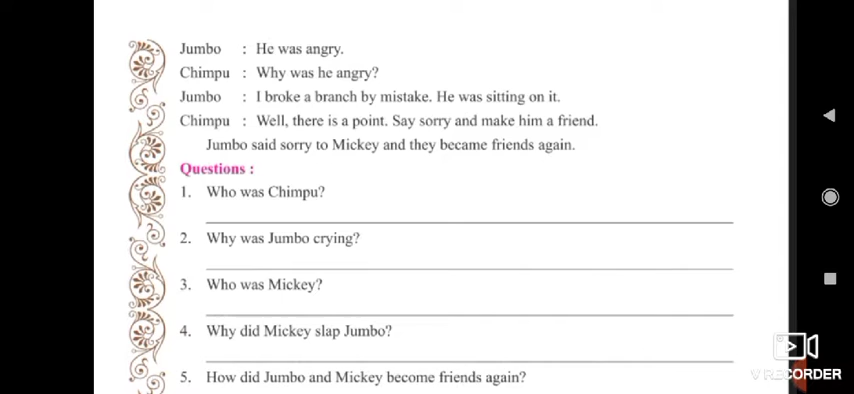 Jumbo : He was angry.
Chimpu : Why was he angry?
Jumbo : I broke a branch by mistake. He was sitting on it.
Chimpu : Well, there is a point. Say sorry and make him a friend.
Jumbo said sorry to Mickey and they became friends again.
Questions :
1. Who was Chimpu?
2. Why was Jumbo crying?
3. Who was Mickey?
4. Why did Mickey slap Jumbo?
5. How did Jumbo and Mickey become friends again?
V RECORDER